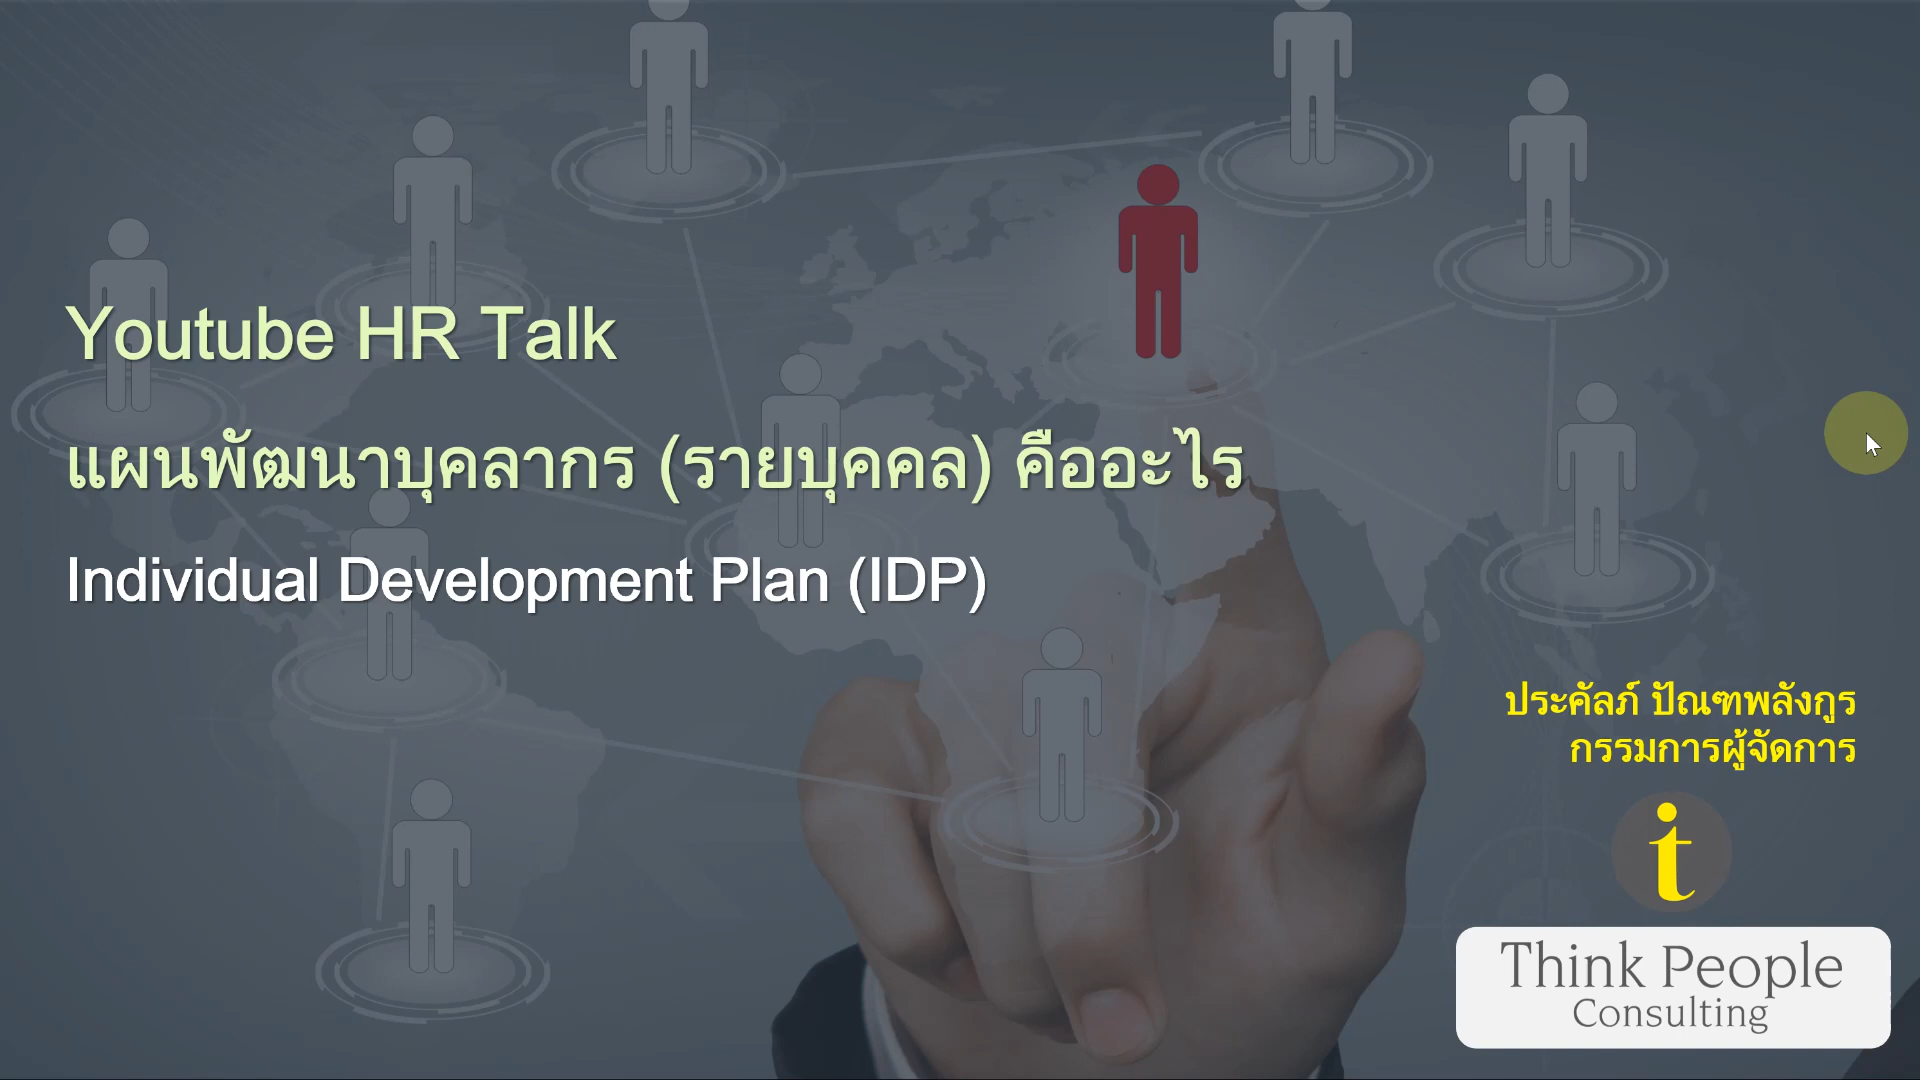 Youtube HR Talk
แผนพัฒนาบุคลากร (รายบุคคล) คืออะไร
Individual Development Plan (IDP)
ประคัลภ์ ปัณฑพลังกูร
กรรมการผู้จัดการ
t
Think People
Consulting